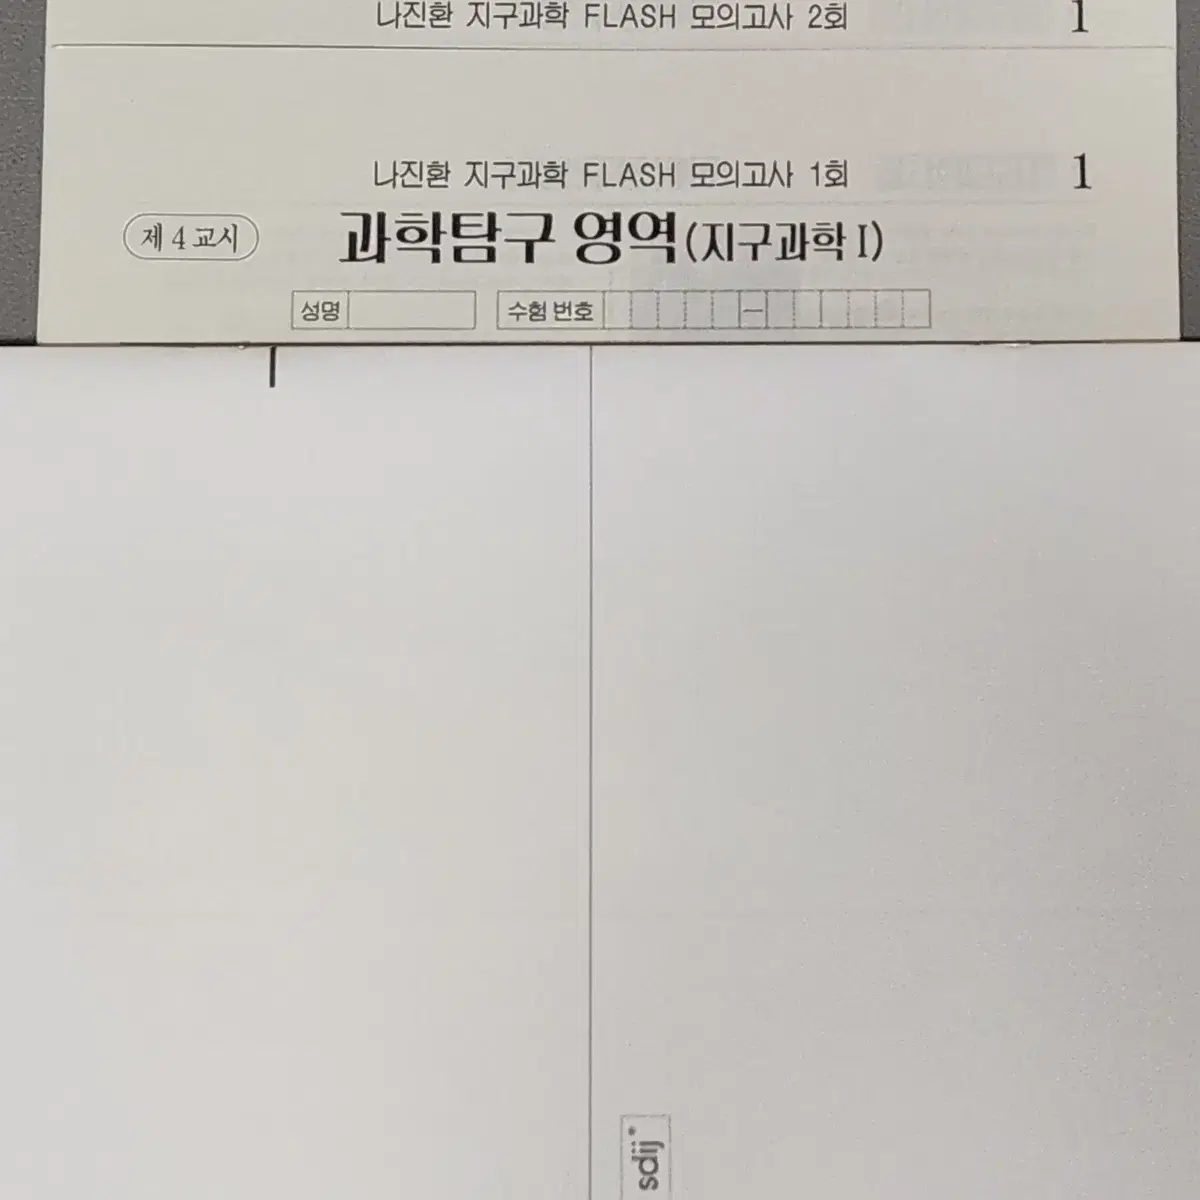 나진환 지구과학 FLASH 모의고사 2회 1
나진환 지구과학 FLASH 모의고사 1회 1
제 4 교시 과학탐구 영역(지구과학 I)
성명 수험 번호 —
sdij